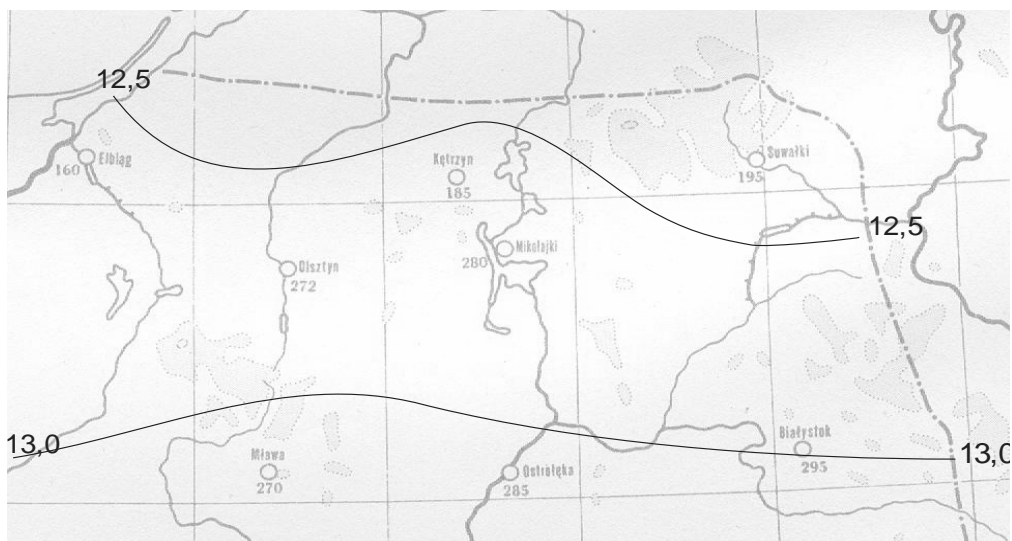 12,5
Elbląg
160
Kętrzyn
185
Suwałki
195
12,5
Mikołajki
280
Olsztyn
272
13,0
Mława
270
Ostrołęka
285
Białystok
295
13,0